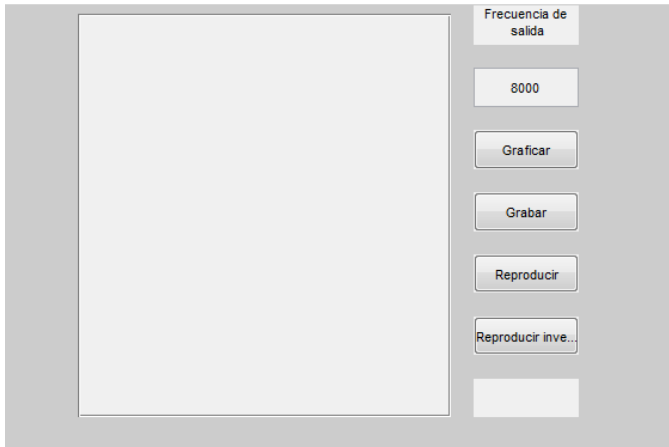 Frecuencia de
salida
8000
Graficar
Grabar
Reproducir
Reproducir inve...